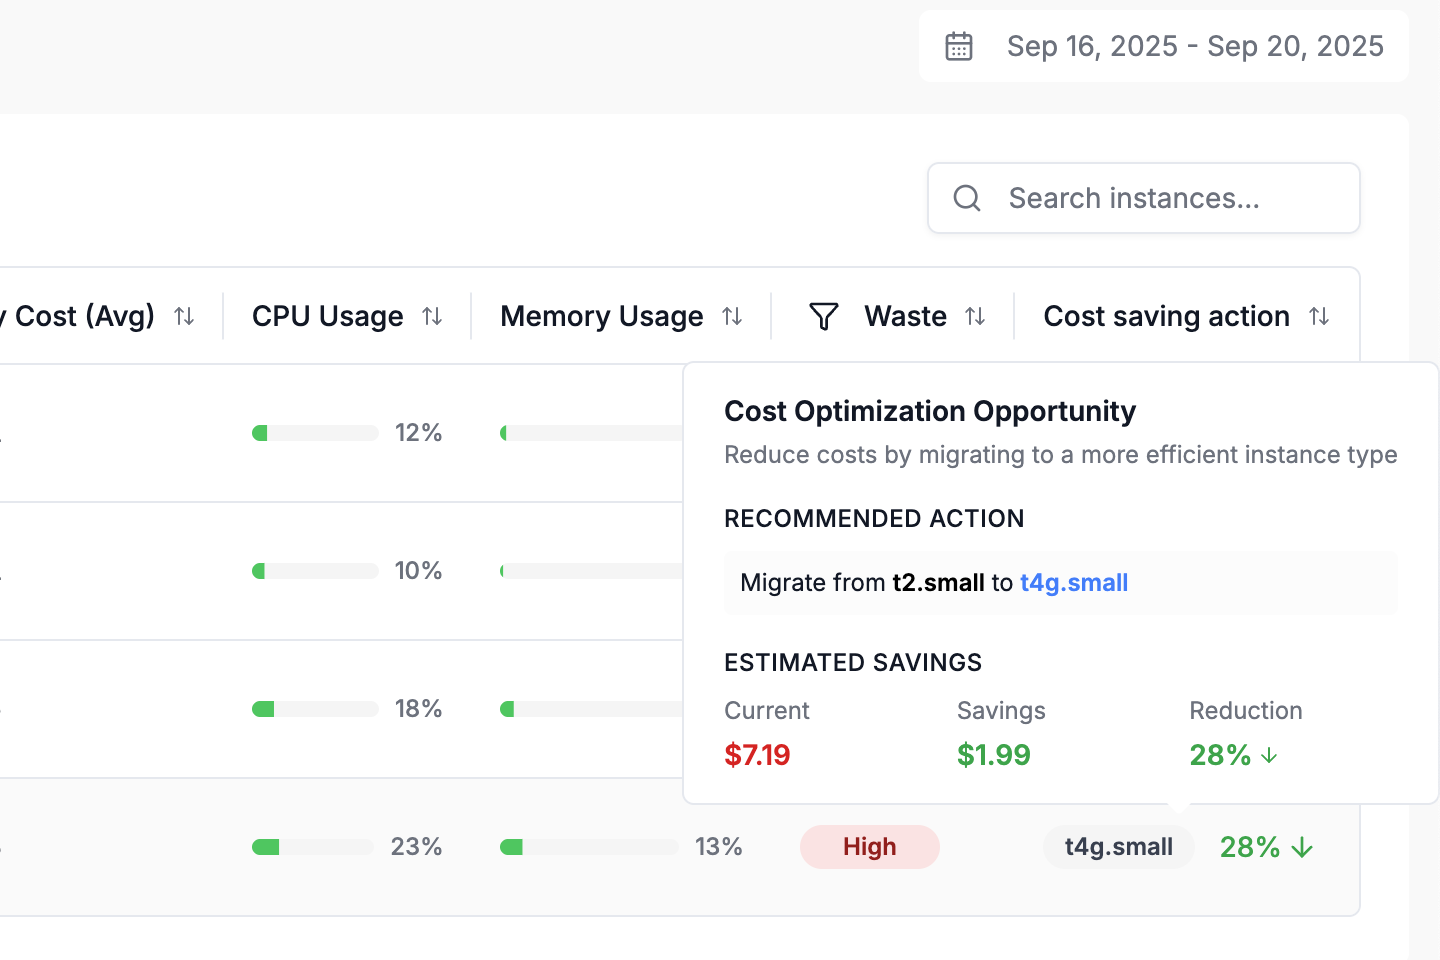 Sep 16, 2025 - Sep 20, 2025
Search instances...
Cost (Avg)
CPU Usage
Memory Usage
Waste
Cost saving action
12%
10%
18%
Cost Optimization Opportunity
Reduce costs by migrating to a more efficient instance type
RECOMMENDED ACTION
Migrate from t2.small to t4g.small
ESTIMATED SAVINGS
Current
Savings
Reduction
$7.19
$1.99
28% ↓
23%
13%
High
t4g.small
28% ↓